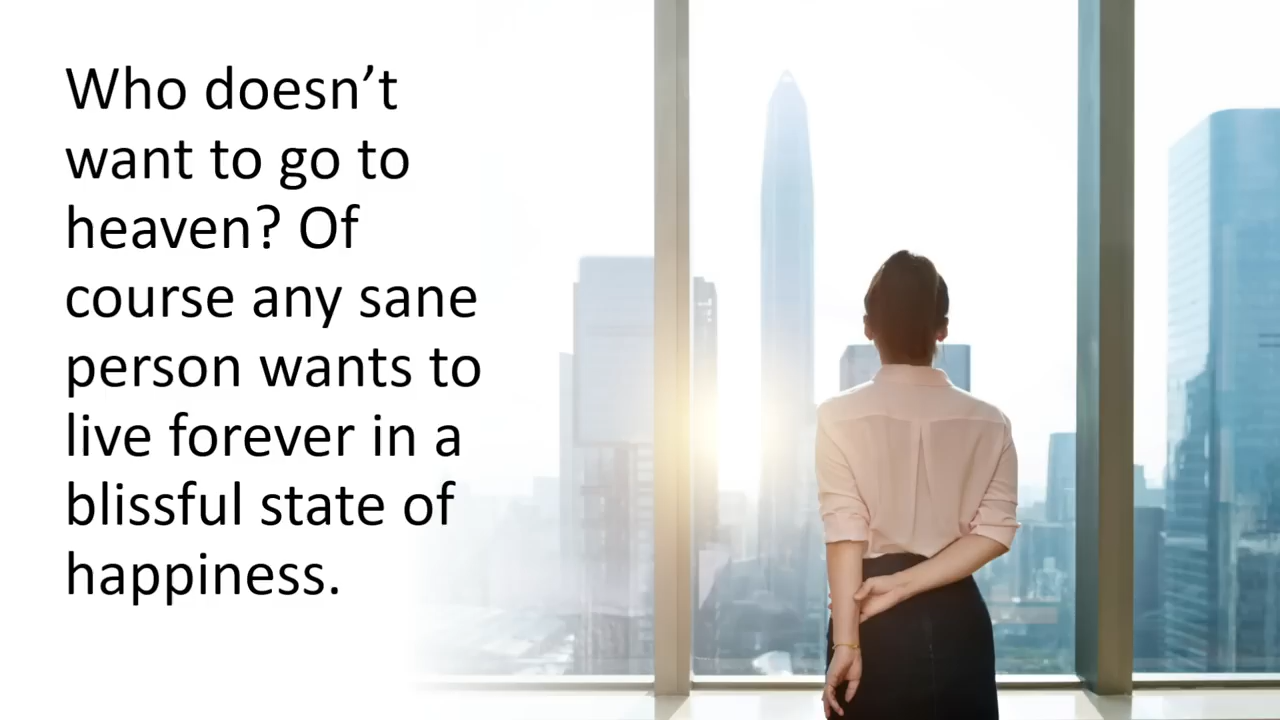 Who doesn’t
want to go to
heaven? Of
course any sane
person wants to
live forever in a
blissful state of
happiness.